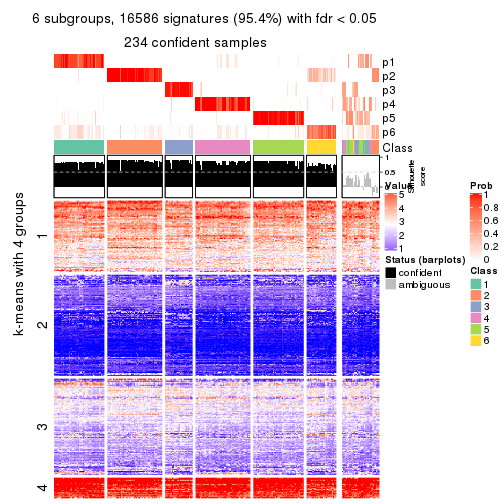 6 subgroups, 16586 signatures (95.4%) with fdr < 0.05
234 confident samples
p1
p2
p3
p4
p5
p6
Class
1
0.5
0
Silhouette
score
k-means with 4 groups
1
2
3
4
Value
5
4
3
2
1
Status (barplots)
confident
ambiguous
Prob
1
0.8
0.6
0.4
0.2
0
Class
1
2
3
4
5
6